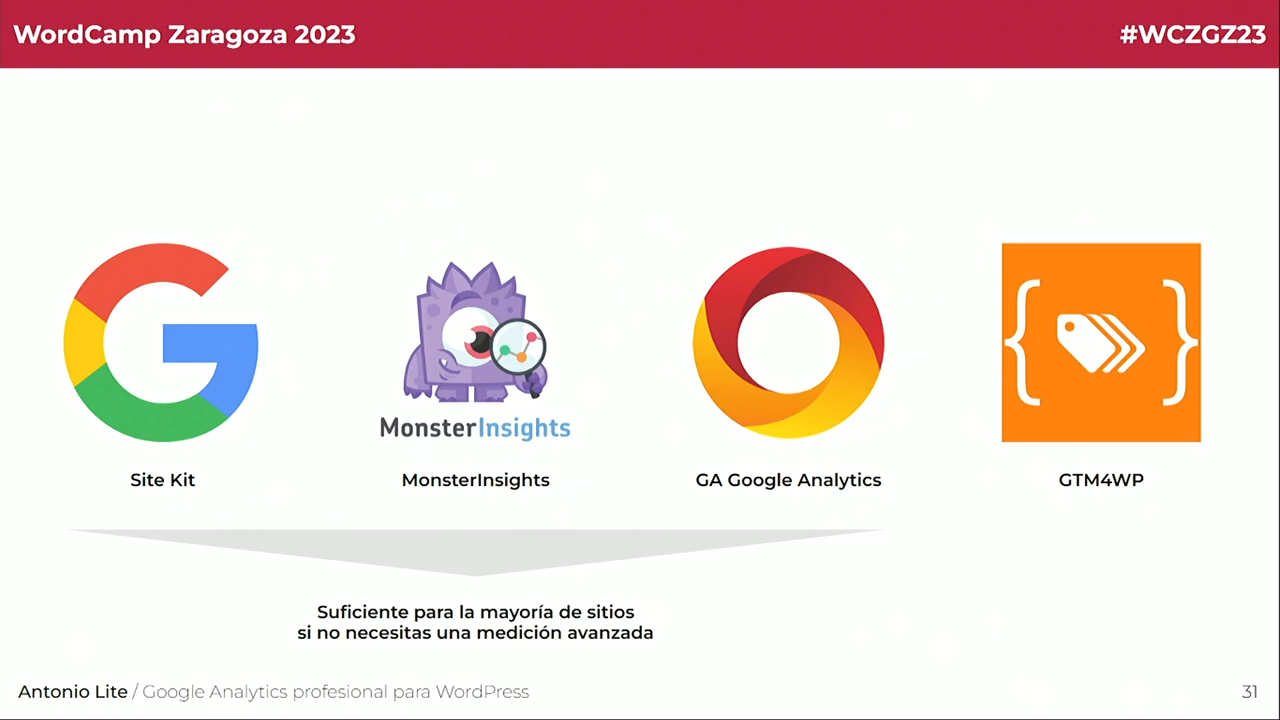 WordCamp Zaragoza 2023
#WCZGZ23
MonsterInsights
Site Kit
MonsterInsights
GA Google Analytics
GTM4WP
Suficiente para la mayoría de sitios
si no necesitas una medición avanzada
Antonio Lite / Google Analytics profesional para WordPress
31